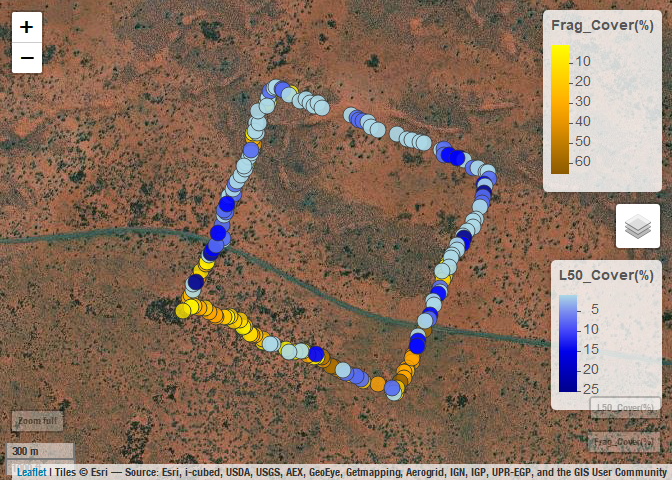 +
−
Frag_Cover(%)
10
20
30
40
50
60
L50_Cover(%)
5
10
15
20
25
L50_Cover(%)
Zoom full
Frag_Cover(%)
300 m
Leaflet | Tiles © Esri — Source: Esri, i-cubed, USDA, USGS, AEX, GeoEye, Getmapping, Aerogrid, IGN, IGP, UPR-EGP, and the GIS User Community